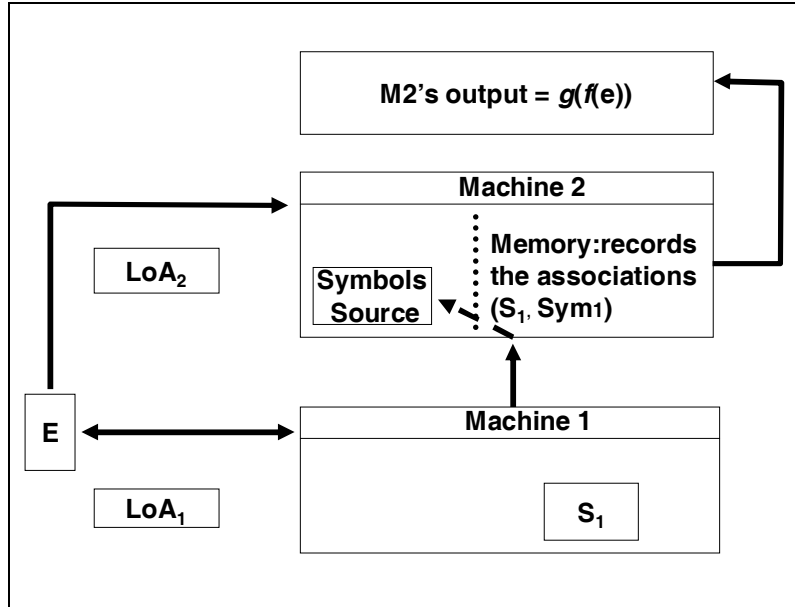 M2’s output = g(f(e))
Machine 2
LoA₂
Symbols
Source
Memory:records
the associations
(S₁, Sym₁)
E
Machine 1
LoA₁
S₁